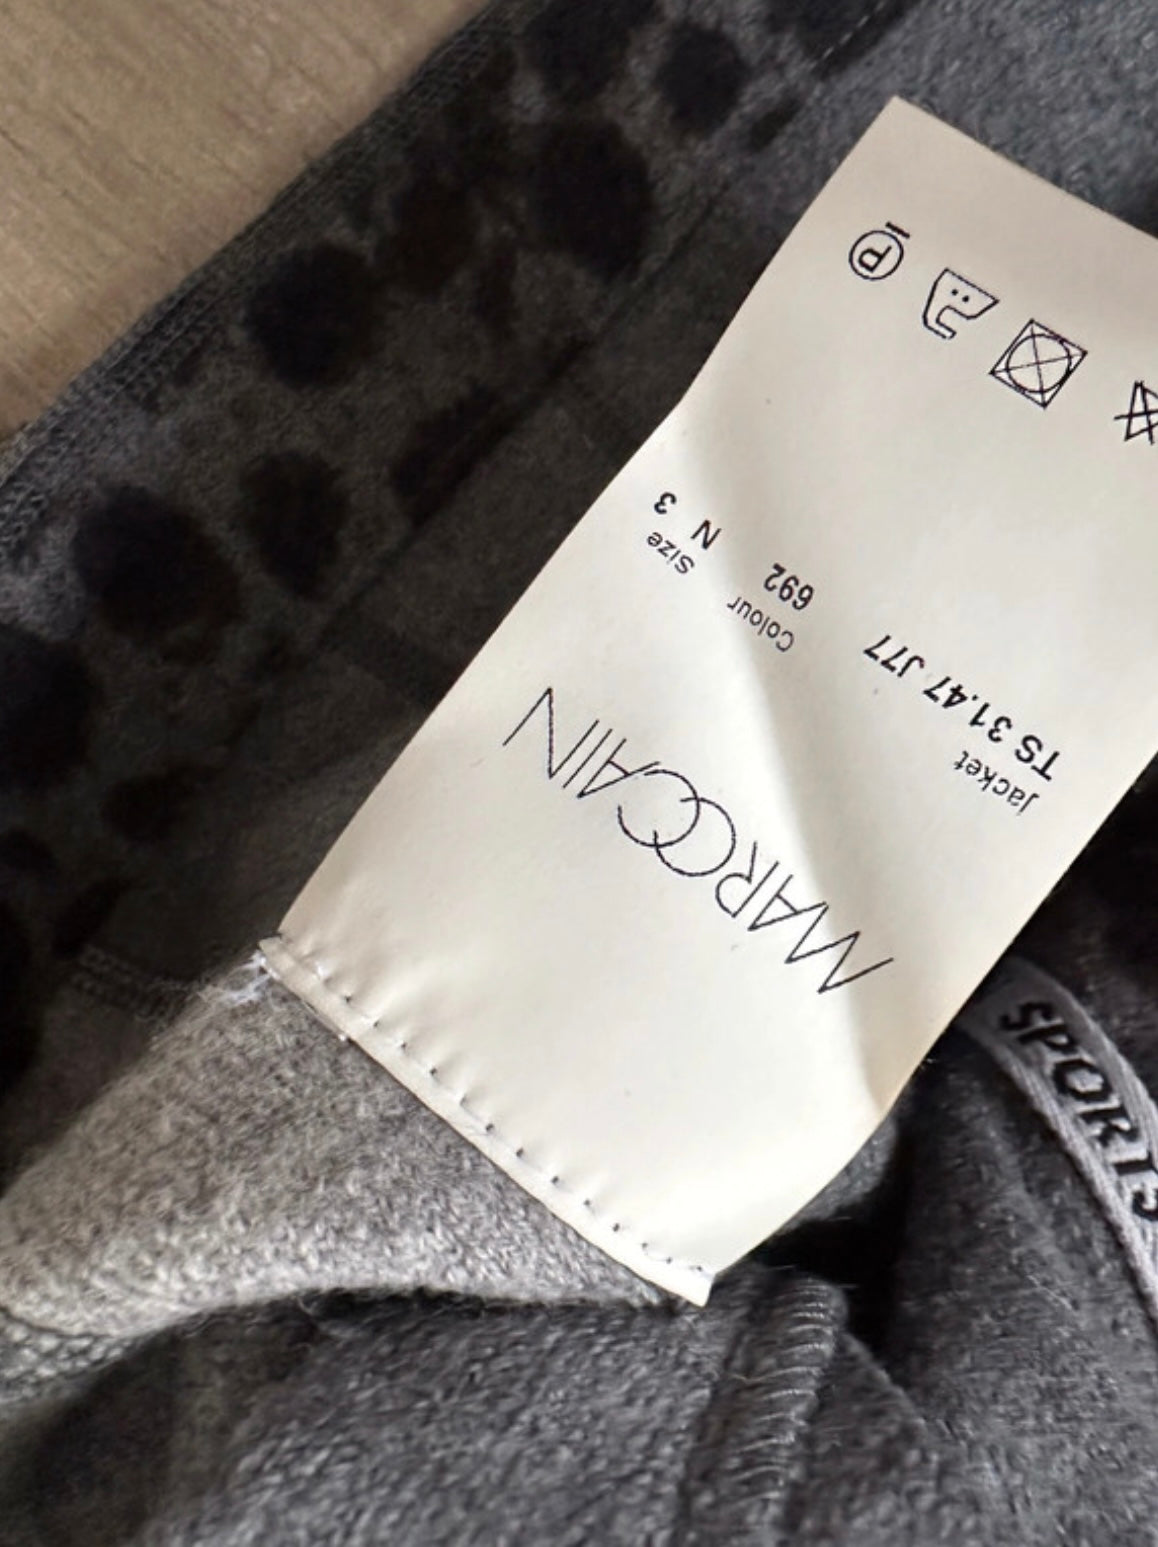 MARCCAIN
Jacket
TS 31.47 J77
Colour
692
Size
N 3
P
SPORTS